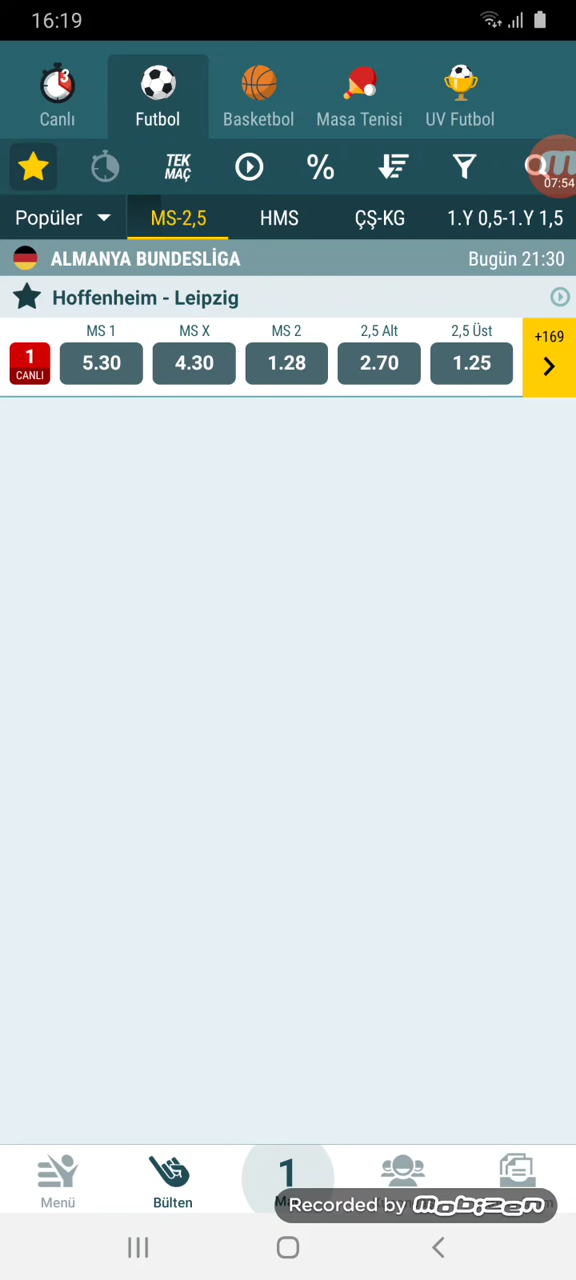 16:19
3
Canlı
Futbol
Basketbol
Masa Tenisi
UV Futbol
TEK MAÇ
%
07:54
Popüler
MS-2,5
HMS
ÇŞ-KG
1.Y 0,5-1.Y 1,5
ALMANYA BUNDESLİGA
Bugün 21:30
Hoffenheim - Leipzig
MS 1
MS X
MS 2
2,5 Alt
2,5 Üst
+169
1
CANLI
5.30
4.30
1.28
2.70
1.25
1
Menü
Bülten
Recorded by mobizen